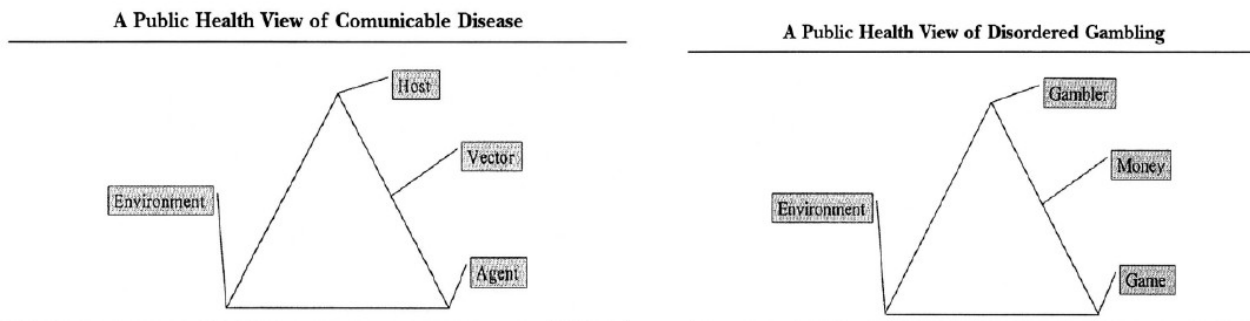 A Public Health View of Comunicable Disease
Host
Vector
Environment
Agent
A Public Health View of Disordered Gambling
Gambler
Money
Environment
Game